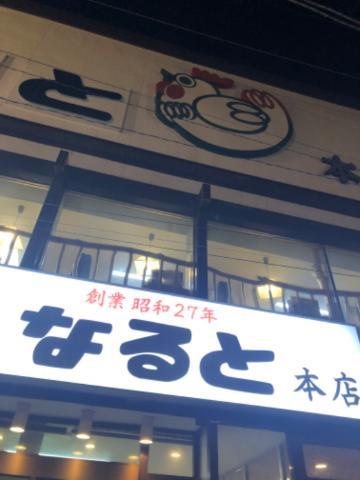 と 本
創業 昭和27年
なると 本店